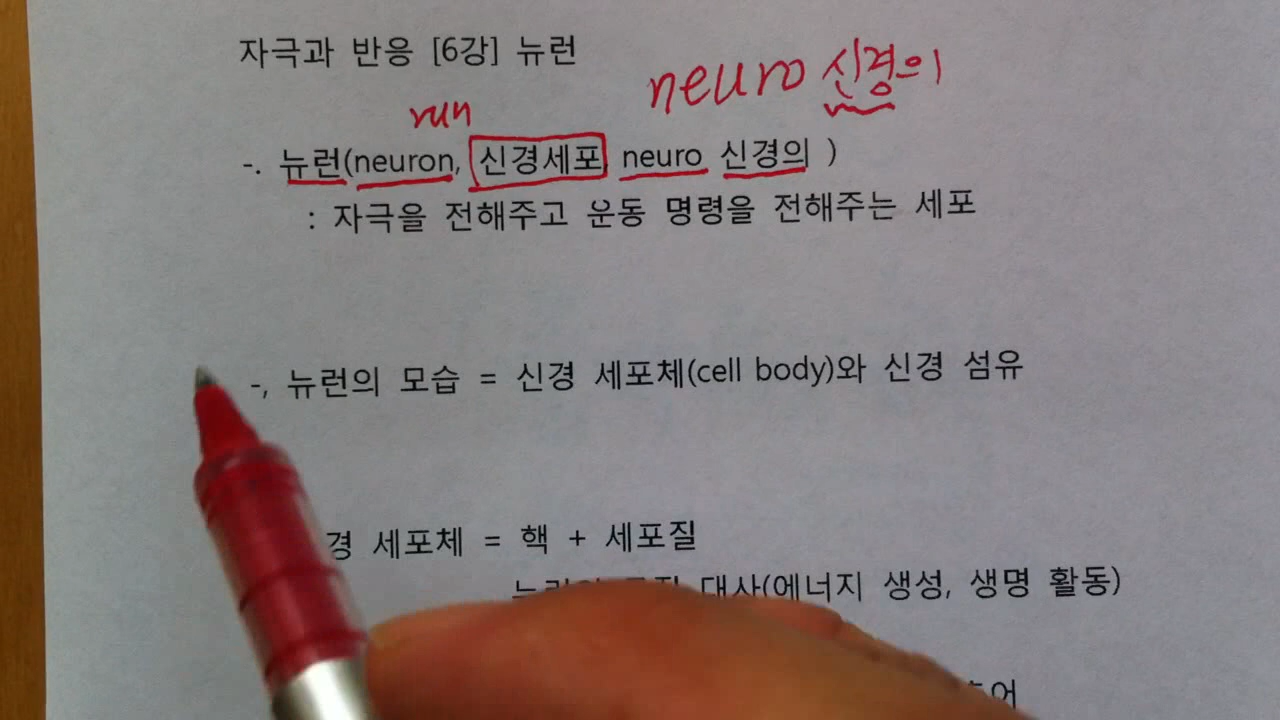 자극과 반응 [6강] 뉴런
neuro 신경의
run
-. 뉴런(neuron, 신경세포, neuro 신경의 )
: 자극을 전해주고 운동 명령을 전해주는 세포
-, 뉴런의 모습 = 신경 세포체(cell body)와 신경 섬유
경 세포체 = 핵 + 세포질
대사(에너지 생성, 생명 활동)